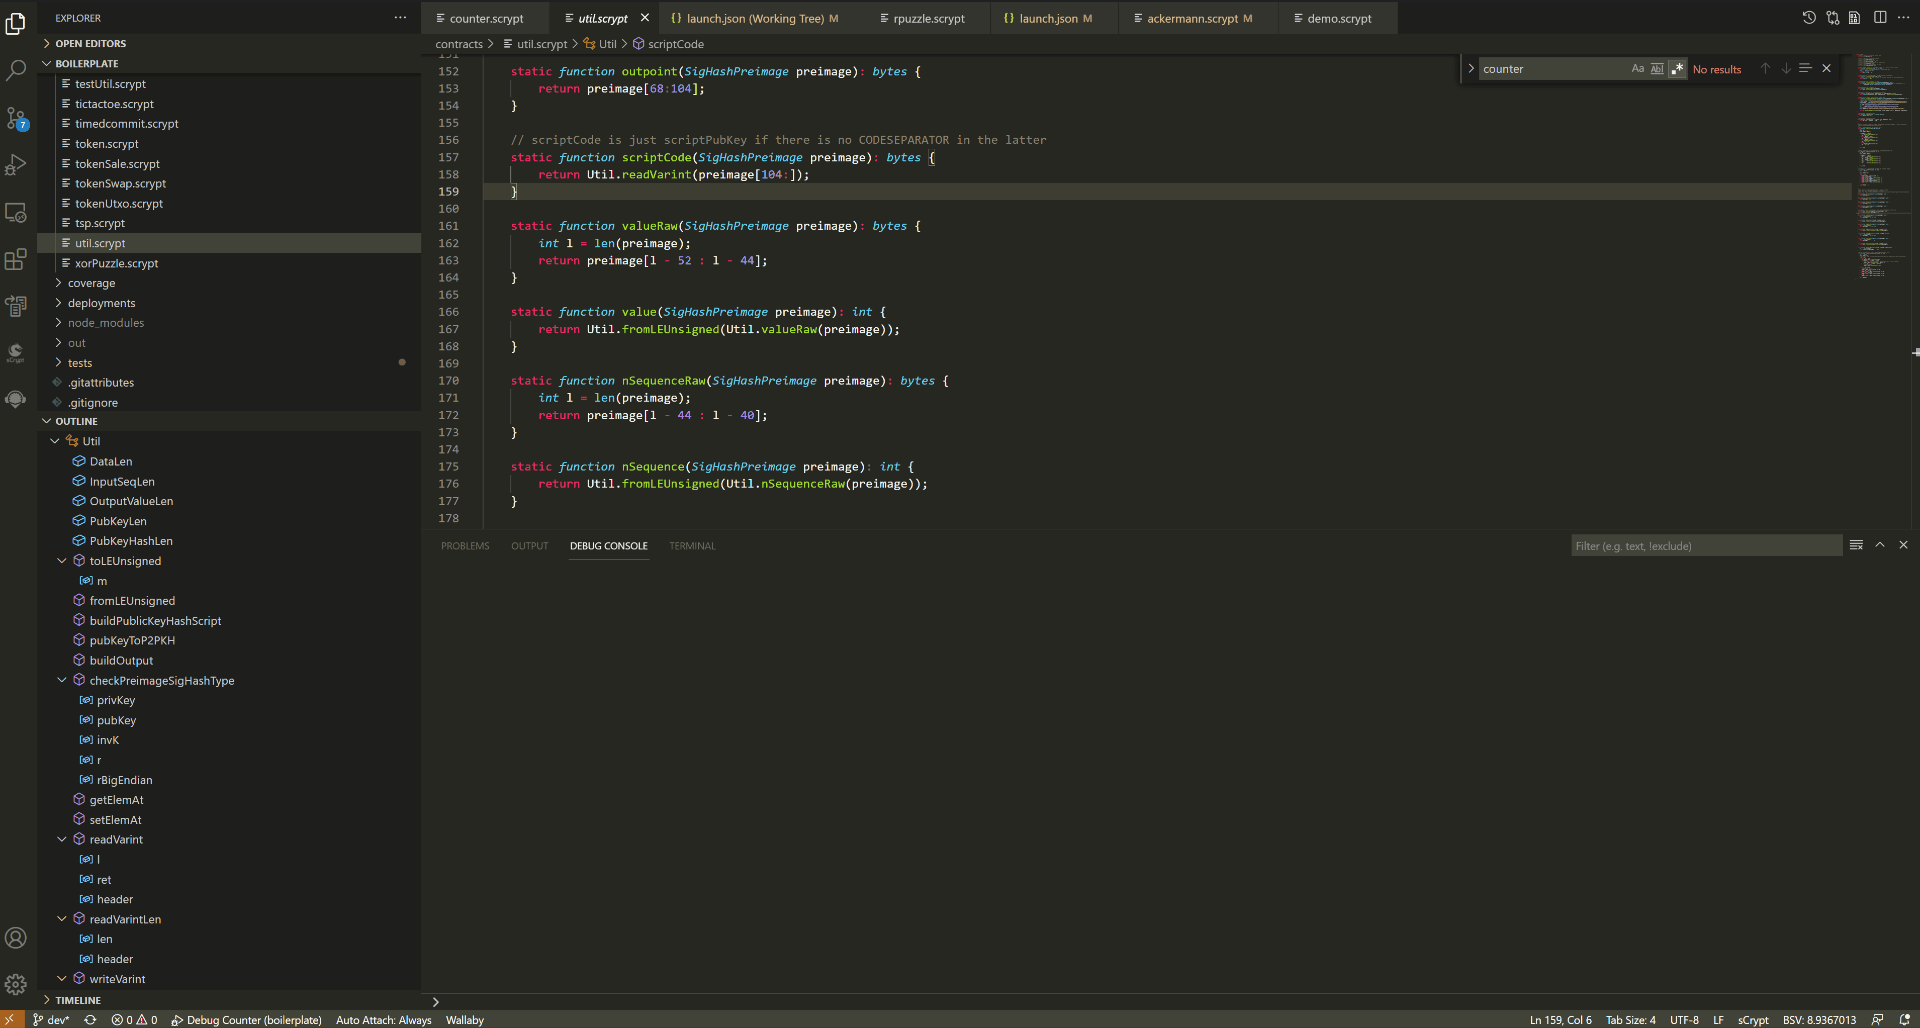 EXPLORER
OPEN EDITORS
BOILERPLATE
testUtil.scrypt
tictactoe.scrypt
timedcommit.scrypt
token.scrypt
tokenSale.scrypt
tokenSwap.scrypt
tokenUtxo.scrypt
tsp.scrypt
util.scrypt
xorPuzzle.scrypt
coverage
deployments
node_modules
out
tests
.gitattributes
.gitignore
OUTLINE
Util
DataLen
InputSeqLen
OutputValueLen
PubKeyLen
PubKeyHashLen
toLEUnsigned
m
fromLEUnsigned
buildPublicKeyHashScript
pubKeyToP2PKH
buildOutput
checkPreimageSigHashType
privKey
pubKey
invK
r
rBigEndian
getElemAt
setElemAt
readVarint
l
ret
header
readVarintLen
len
header
writeVarint
TIMELINE
7
sCrypt
counter.scrypt util.scrypt launch.json (Working Tree) M rpuzzle.scrypt launch.json M ackermann.scrypt M demo.scrypt
contracts > util.scrypt > Util > scriptCode
counter Aa Abl .* No results
151
152 static function outpoint(SigHashPreimage preimage): bytes {
153 return preimage[68:104];
154 }
155
156 // scriptCode is just scriptPubKey if there is no CODESEPARATOR in the latter
157 static function scriptCode(SigHashPreimage preimage): bytes {
158 return Util.readVarint(preimage[104:]);
159 }
160
161 static function valueRaw(SigHashPreimage preimage): bytes {
162 int l = len(preimage);
163 return preimage[l - 52 : l - 44];
164 }
165
166 static function value(SigHashPreimage preimage): int {
167 return Util.fromLEUnsigned(Util.valueRaw(preimage));
168 }
169
170 static function nSequenceRaw(SigHashPreimage preimage): bytes {
171 int l = len(preimage);
172 return preimage[l - 44 : l - 40];
173 }
174
175 static function nSequence(SigHashPreimage preimage): int {
176 return Util.fromLEUnsigned(Util.nSequenceRaw(preimage));
177 }
178
PROBLEMS OUTPUT DEBUG CONSOLE TERMINAL Filter (e.g. text, !exclude)
dev* 0 0 Debug Counter (boilerplate) Auto Attach: Always Wallaby Ln 159, Col 6 Tab Size: 4 UTF-8 LF sCrypt BSV: 8.9367013